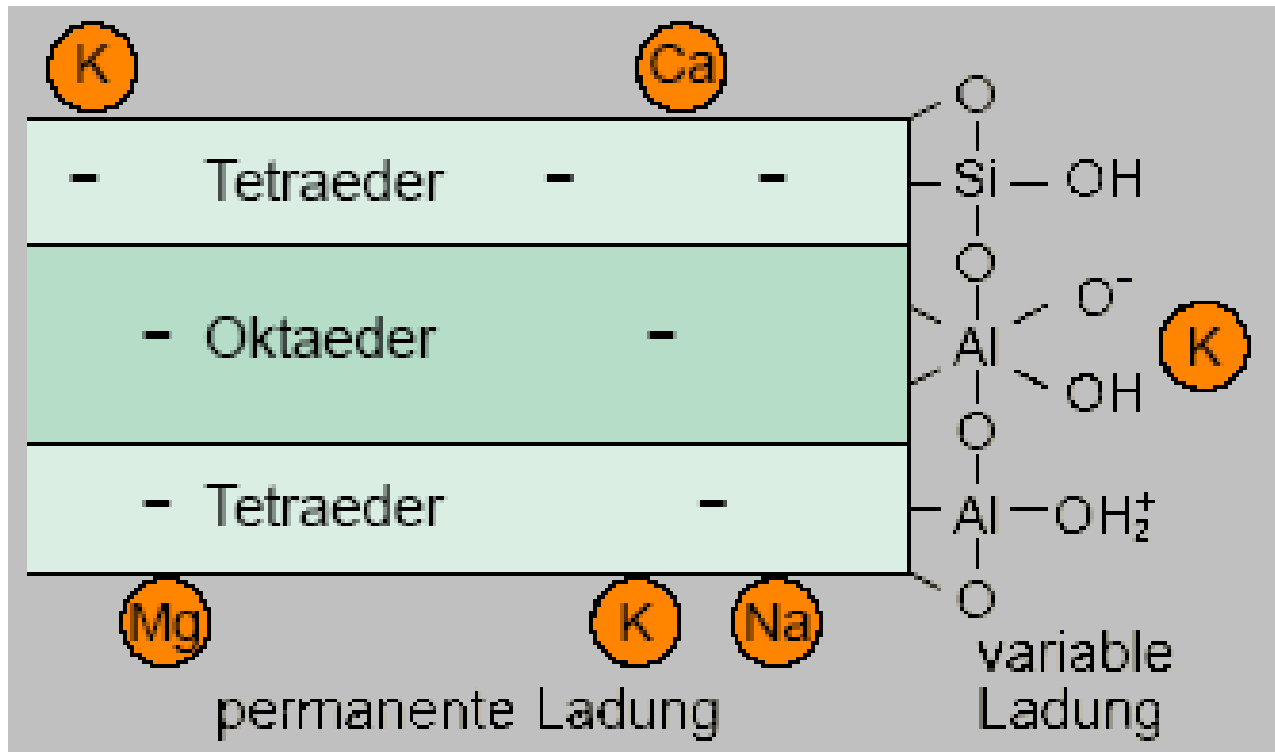 K
Ca
O
- Tetraeder - -
Si - OH
O
O⁻
- Oktaeder -
Al
K
OH
O
- Tetraeder -
Al - OH₂⁺
O
Mg
K
Na
variable
Ladung
permanente Ladung